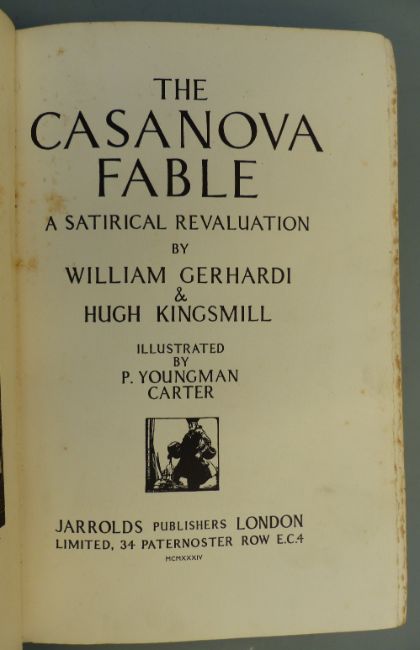 THE
CASANOVA
FABLE
A SATIRICAL REVALUATION
BY
WILLIAM GERHARDI
&
HUGH KINGSMILL
ILLUSTRATED
BY
P. YOUNGMAN
CARTER
JARROLDS PUBLISHERS LONDON
LIMITED, 34 PATERNOSTER ROW E.C.4
MCMXXXIV